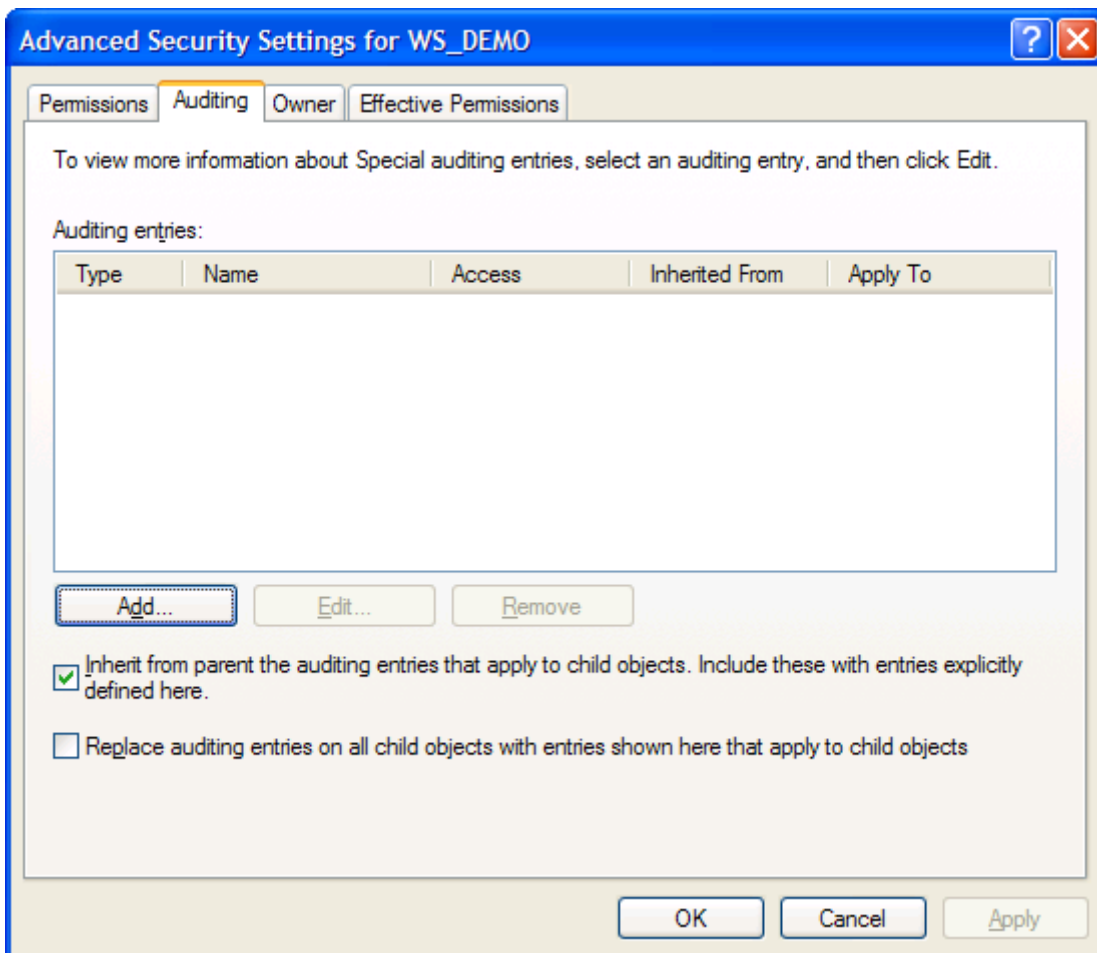 Advanced Security Settings for WS_DEMO
Permissions Auditing Owner Effective Permissions
To view more information about Special auditing entries, select an auditing entry, and then click Edit.
Auditing entries:
Type Name Access Inherited From Apply To
Add... Edit... Remove
Inherit from parent the auditing entries that apply to child objects. Include these with entries explicitly
defined here.
Replace auditing entries on all child objects with entries shown here that apply to child objects
OK Cancel Apply